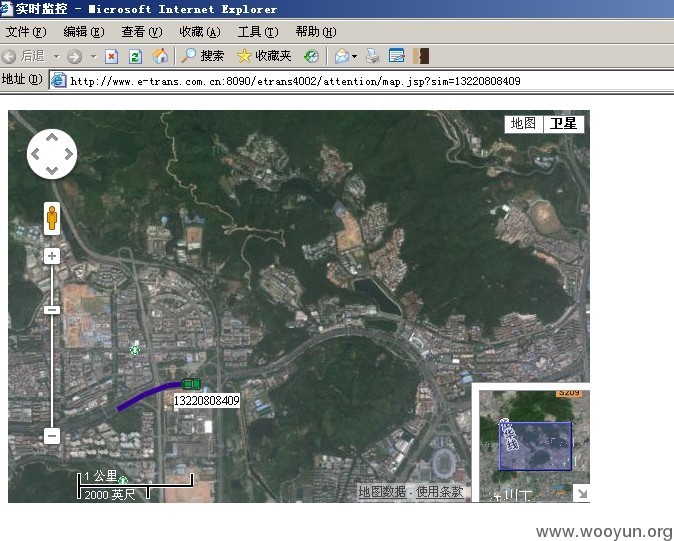 实时监控 - Microsoft Internet Explorer
文件(F) 编辑(E) 查看(V) 收藏(A) 工具(T) 帮助(H)
后退 搜索 收藏夹
地址(D) http://www.e-trans.com.cn:8090/etrans4002/attention/map.jsp?sim=13220808409
地图 卫星
13220808409
S209
1 公里
2000 英尺
地图数据 - 使用条款
www.wooyun.org